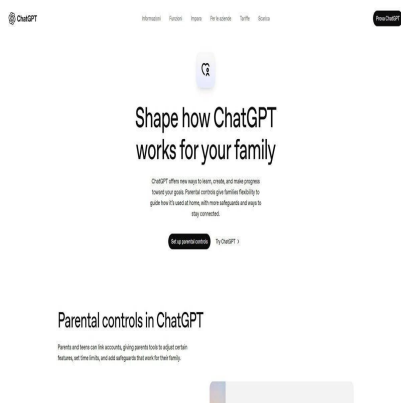 ChatGPT
Informazioni Funzioni Impara Per le aziende Tariffe Scarica
Prova ChatGPT
Shape how ChatGPT
works for your family
ChatGPT offers new ways to learn, create, and make progress
toward your goals. Parental controls give families flexibility to
guide how it's used at home, with more safeguards and ways to
stay connected.
Set up parental controls Try ChatGPT >
Parental controls in ChatGPT
Parents and teens can link accounts, giving parents tools to adjust certain
features, set time limits, and add safeguards that work for their family.